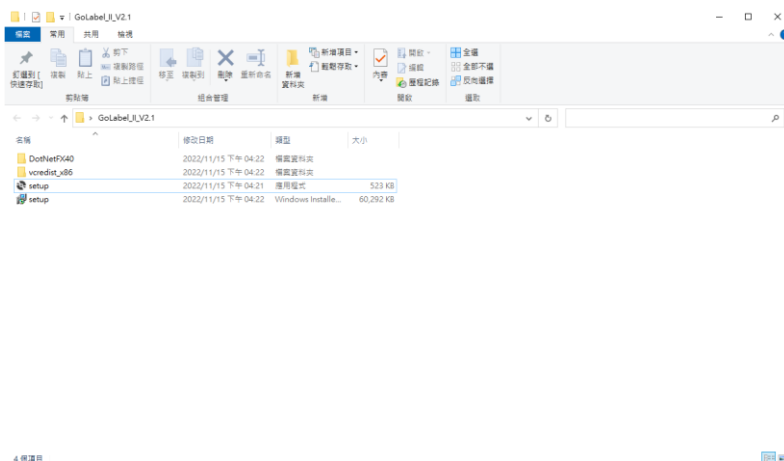 GoLabel_II_V2.1
檔案 常用 共用 檢視
釘選到 [快速存取]
複製
貼上
剪下
複製路徑
貼上捷徑
剪貼簿
移至
複製到
刪除
重新命名
組合管理
新增資料夾
新增項目
輕鬆存取
新增
內容
開啟
編輯
歷程記錄
開啟
全選
全部不選
反向選擇
選取
GoLabel_II_V2.1
名稱 修改日期 類型 大小
DotNetFX40 2022/11/15 下午 04:22 檔案資料夾
vcredist_x86 2022/11/15 下午 04:22 檔案資料夾
setup 2022/11/15 下午 04:21 應用程式 523 KB
setup 2022/11/15 下午 04:22 Windows Installe... 60,292 KB
4 個項目